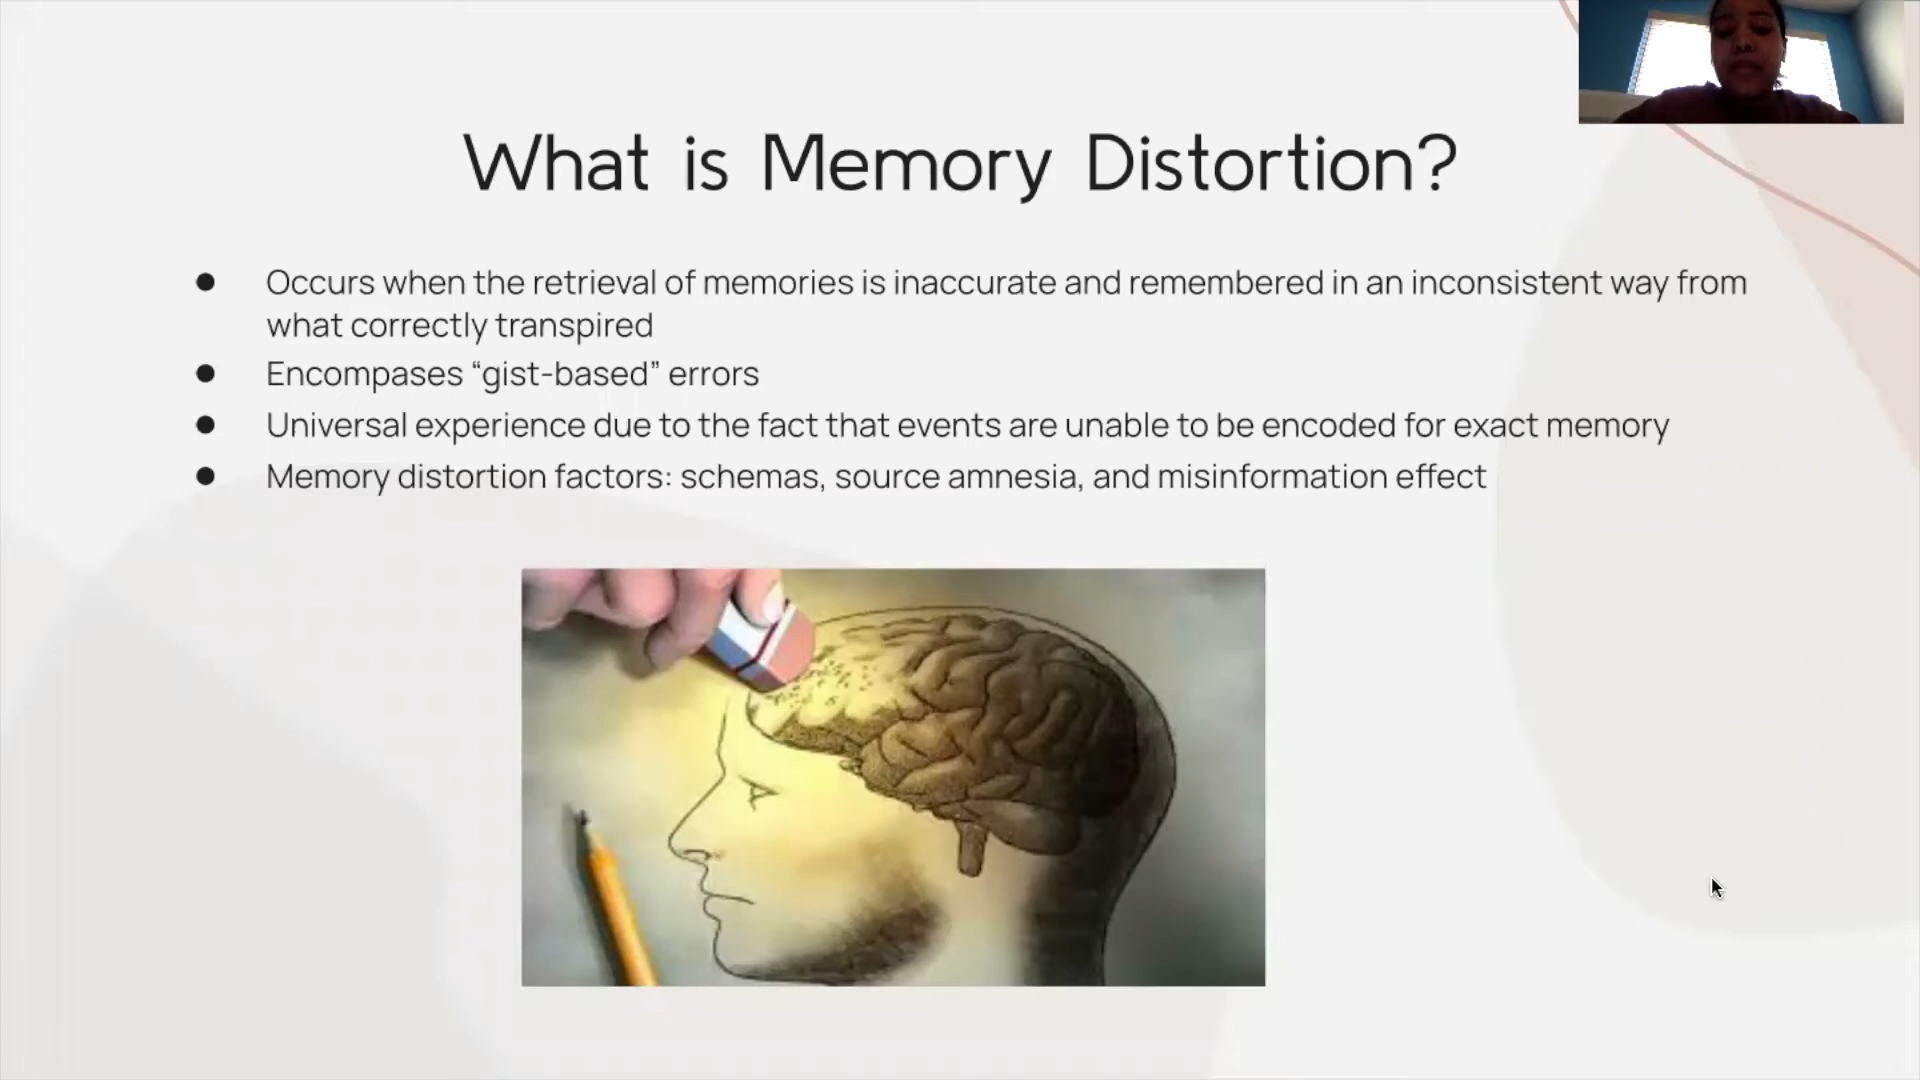 What is Memory Distortion?
● Occurs when the retrieval of memories is inaccurate and remembered in an inconsistent way from
what correctly transpired
● Encompases “gist-based” errors
● Universal experience due to the fact that events are unable to be encoded for exact memory
● Memory distortion factors: schemas, source amnesia, and misinformation effect